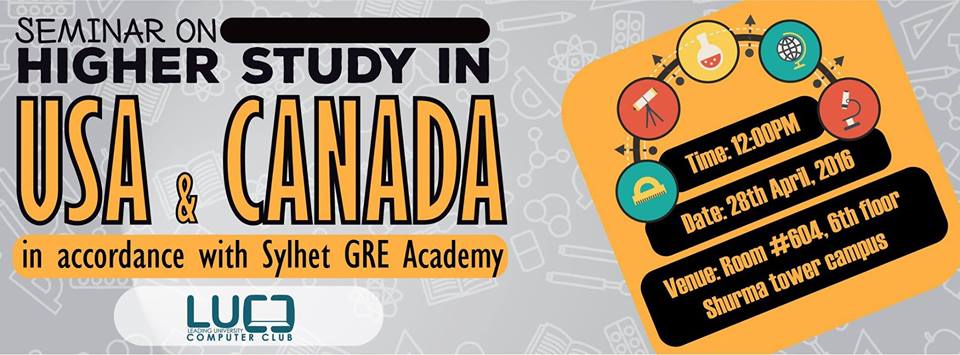 SEMINAR ON
HIGHER STUDY IN
USA & CANADA
in accordance with Sylhet GRE Academy
LUCC
LEADING UNIVERSITY
COMPUTER CLUB
Time: 12:00PM
Date: 28th April, 2016
Venue: Room #604, 6th floor
Shurma tower campus